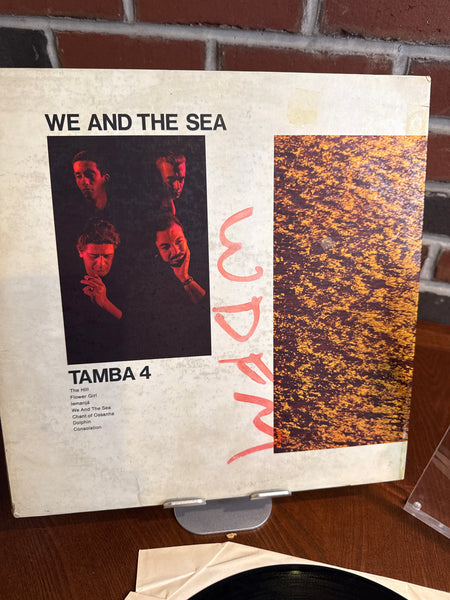 WE AND THE SEA
WDFM
TAMBA 4
The Hill
Flower Girl
Iemanjá
We And The Sea
Chant of Ossanha
Dolphin
Consolation